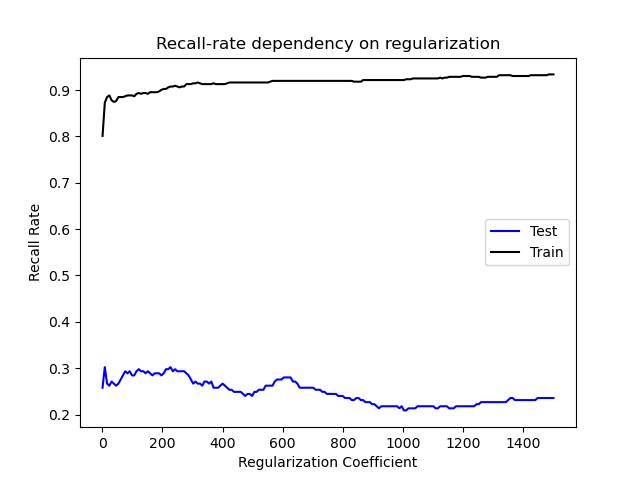 Recall-rate dependency on regularization
0.9
0.8
0.7
0.6
0.5
0.4
0.3
0.2
Recall Rate
Test
Train
0 200 400 600 800 1000 1200 1400
Regularization Coefficient